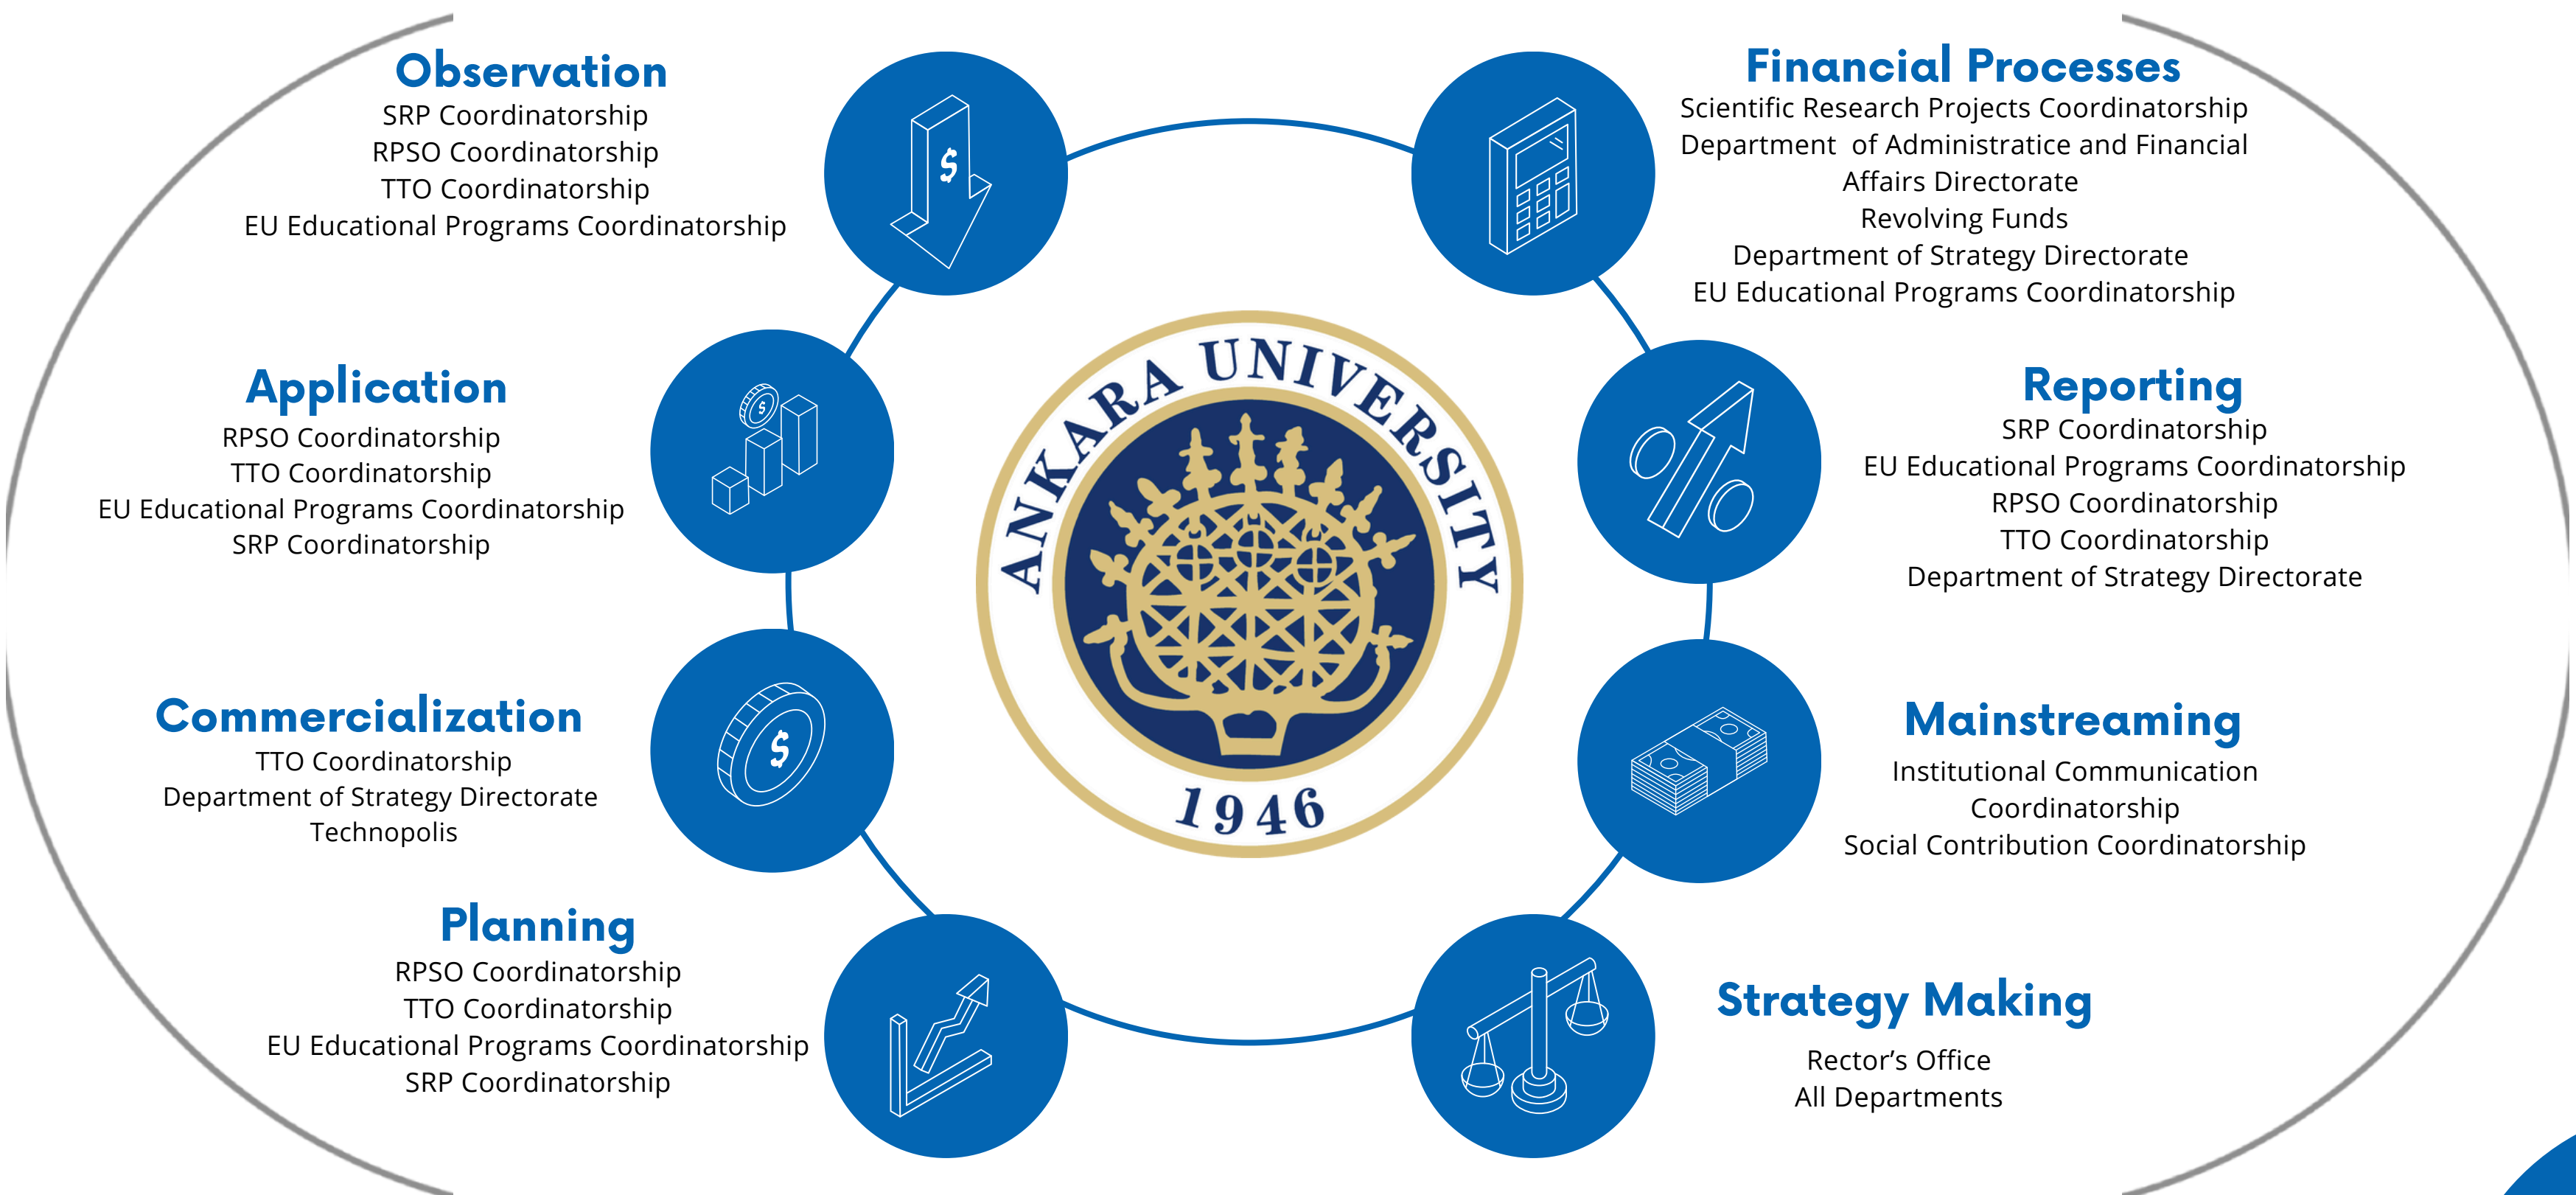 Observation
SRP Coordinatorship
RPSO Coordinatorship
TTO Coordinatorship
EU Educational Programs Coordinatorship
Application
RPSO Coordinatorship
TTO Coordinatorship
EU Educational Programs Coordinatorship
SRP Coordinatorship
Commercialization
TTO Coordinatorship
Department of Strategy Directorate
Technopolis
Planning
RPSO Coordinatorship
TTO Coordinatorship
EU Educational Programs Coordinatorship
SRP Coordinatorship
$
$
$
ANKARA UNIVERSITY
1946
Financial Processes
Scientific Research Projects Coordinatorship
Department of Administratice and Financial
Affairs Directorate
Revolving Funds
Department of Strategy Directorate
EU Educational Programs Coordinatorship
Reporting
SRP Coordinatorship
EU Educational Programs Coordinatorship
RPSO Coordinatorship
TTO Coordinatorship
Department of Strategy Directorate
Mainstreaming
Institutional Communication
Coordinatorship
Social Contribution Coordinatorship
Strategy Making
Rector’s Office
All Departments